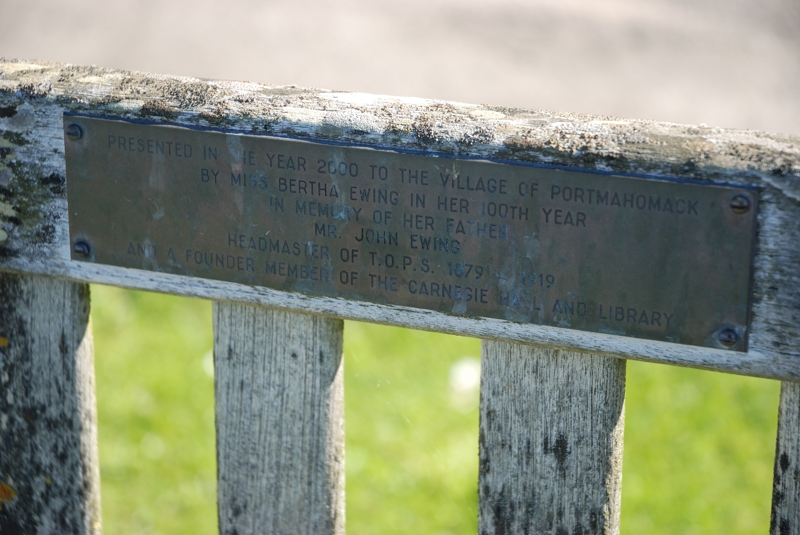 PRESENTED IN THE YEAR 2000 TO THE VILLAGE OF PORTMAHOMACK
BY MISS BERTHA EWING IN HER 100TH YEAR
IN MEMORY OF HER FATHER
MR. JOHN EWING
HEADMASTER OF T.O.P.S. 1879 - 1919
AND A FOUNDER MEMBER OF THE CARNEGIE HALL AND LIBRARY